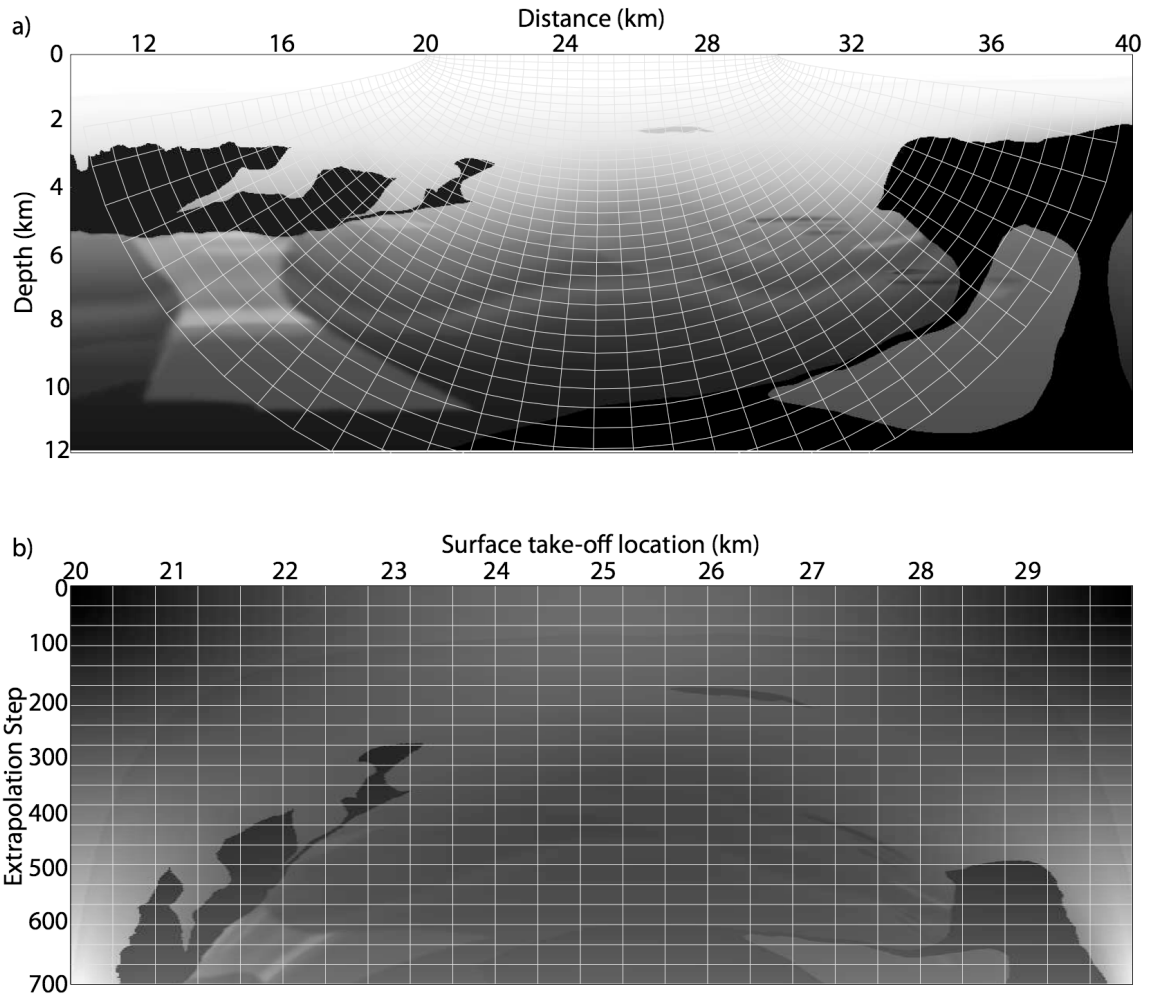 a)
Distance (km)
12 16 20 24 28 32 36 40
0
2
4
6
8
10
12
Depth (km)
b)
Surface take-off location (km)
20 21 22 23 24 25 26 27 28 29
0
100
200
300
400
500
600
700
Extrapolation Step